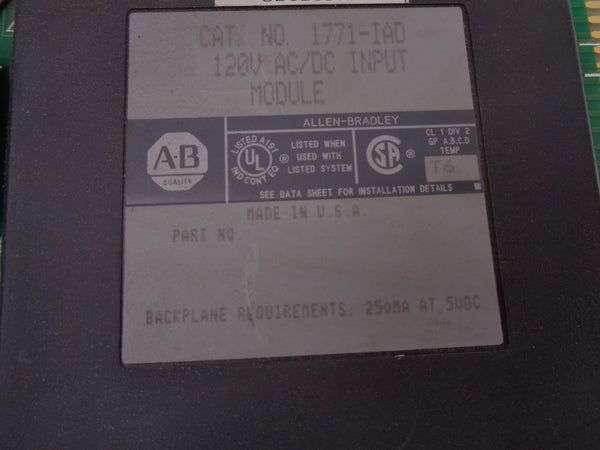 CAT. NO. 1771-IAD
120V AC/DC INPUT
MODULE
ALLEN-BRADLEY
A-B
QUALITY
LISTED A191
UL ®
IND CONT EQ
LISTED WHEN
USED WITH
LISTED SYSTEM
SA ®
CL 1 DIV 2
GP A,B,C,D
TEMP
SEE DATA SHEET FOR INSTALLATION DETAILS
MADE IN U.S.A.
PART NO.
BACKPLANE REQUIREMENTS: 250MA AT 5VDC